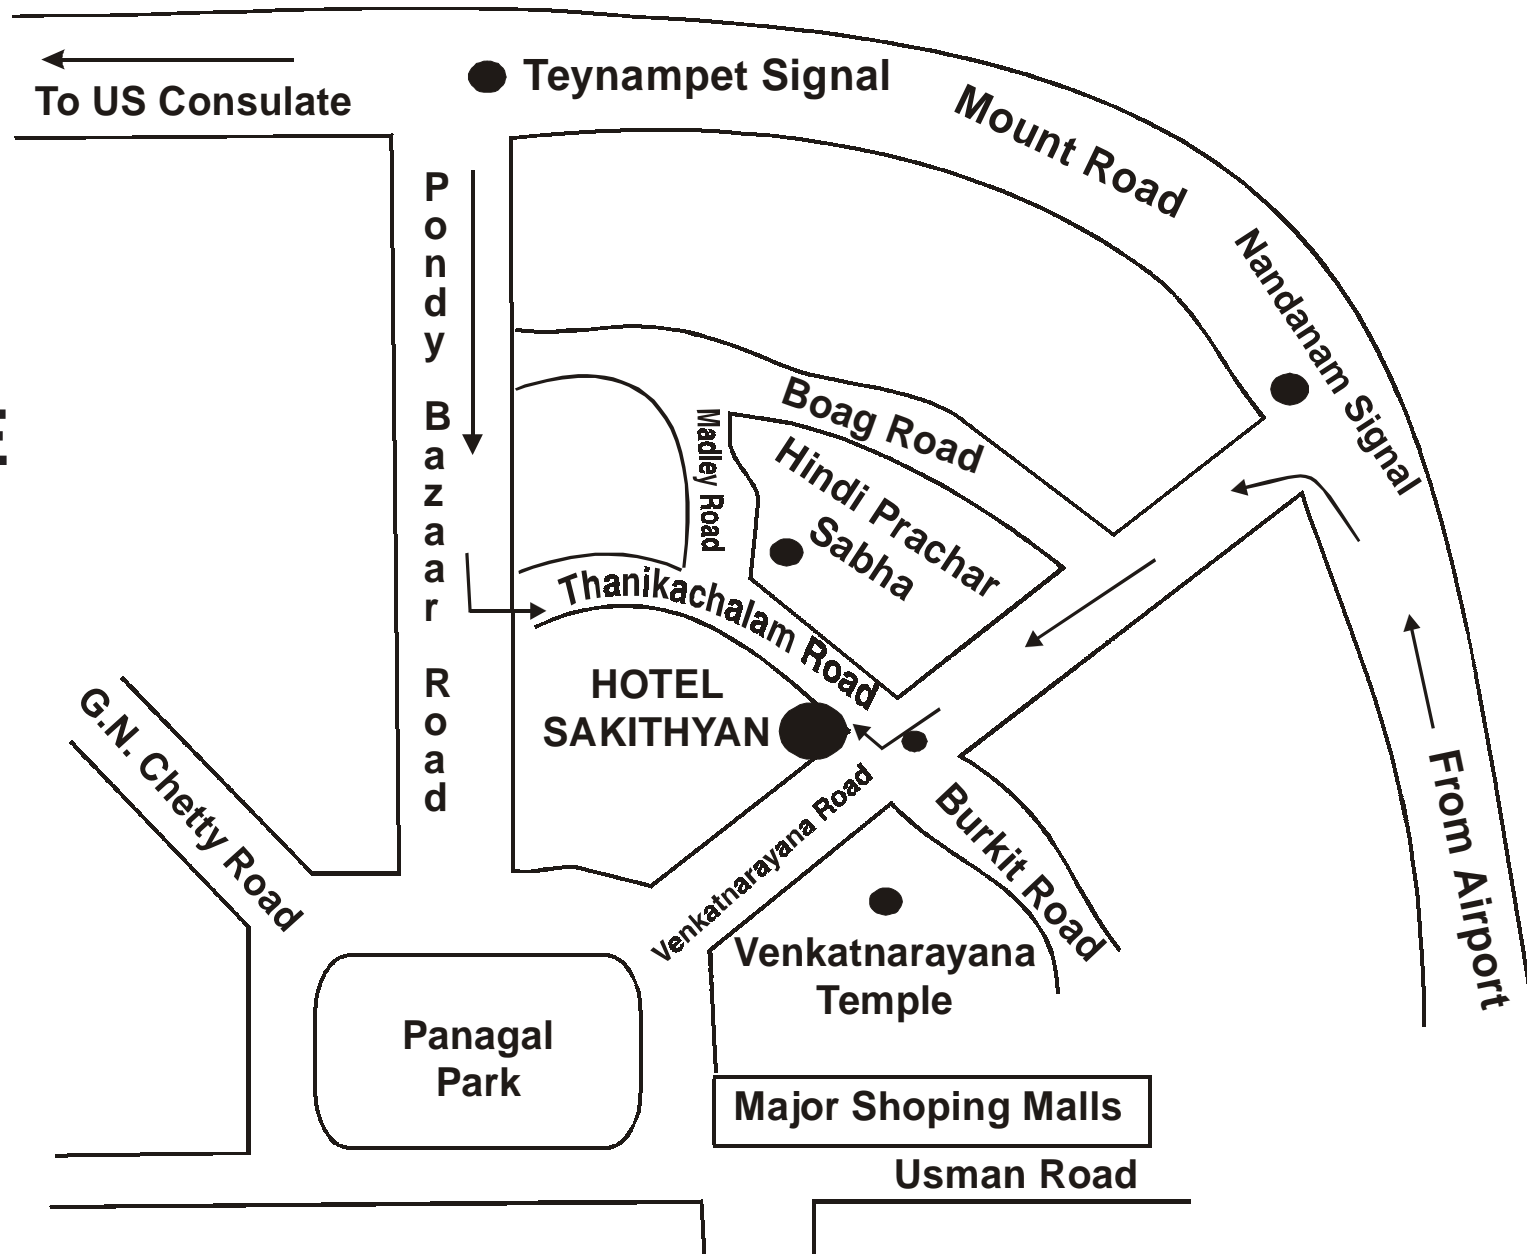 To US Consulate
Teynampet Signal
Mount Road
Nandanam Signal
Pondy Bazaar Road
Boag Road
Madley Road
Hindi Prachar
Sabha
Thanikachalam Road
HOTEL
SAKITHYAN
G.N. Chetty Road
Venkatnarayana Road
Burkit Road
From Airport
Venkatnarayana
Temple
Panagal
Park
Major Shoping Malls
Usman Road